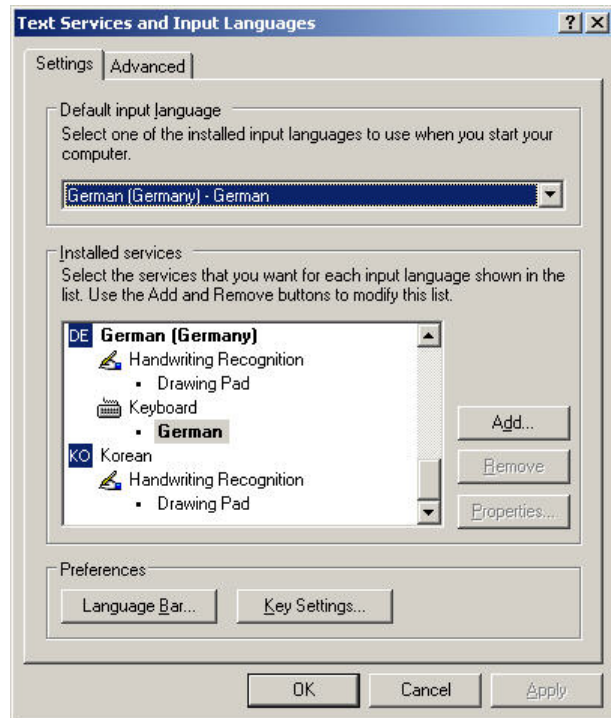 Text Services and Input Languages
Settings
Advanced
Default input language
Select one of the installed input languages to use when you start your
computer.
German (Germany) - German
Installed services
Select the services that you want for each input language shown in the
list. Use the Add and Remove buttons to modify this list.
DE German (Germany)
Handwriting Recognition
Drawing Pad
Keyboard
German
KO Korean
Handwriting Recognition
Drawing Pad
Add...
Remove
Properties...
Preferences
Language Bar...
Key Settings...
OK
Cancel
Apply